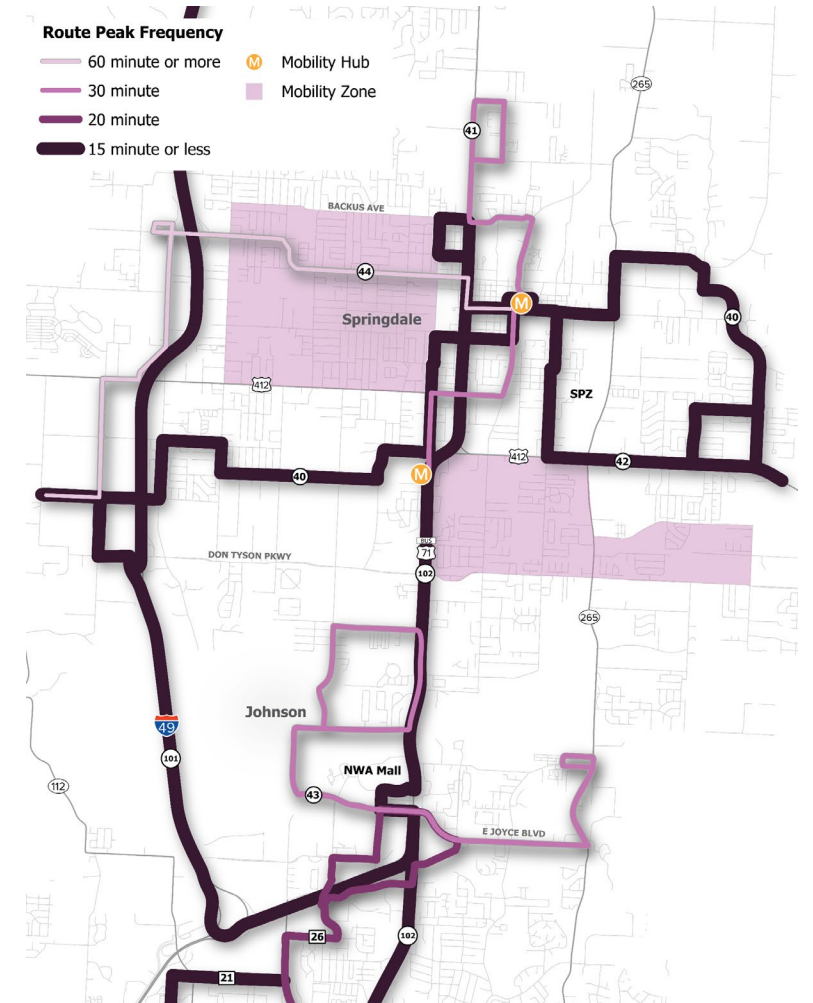 Route Peak Frequency
60 minute or more
M Mobility Hub
30 minute
Mobility Zone
20 minute
15 minute or less
265
41
BACKUS AVE
44
M
40
Springdale
412
SPZ
412
42
40
M
BUS
71
DON TYSON PKWY
102
265
Johnson
49
101
NWA Mall
112
43
E JOYCE BLVD
26
102
21